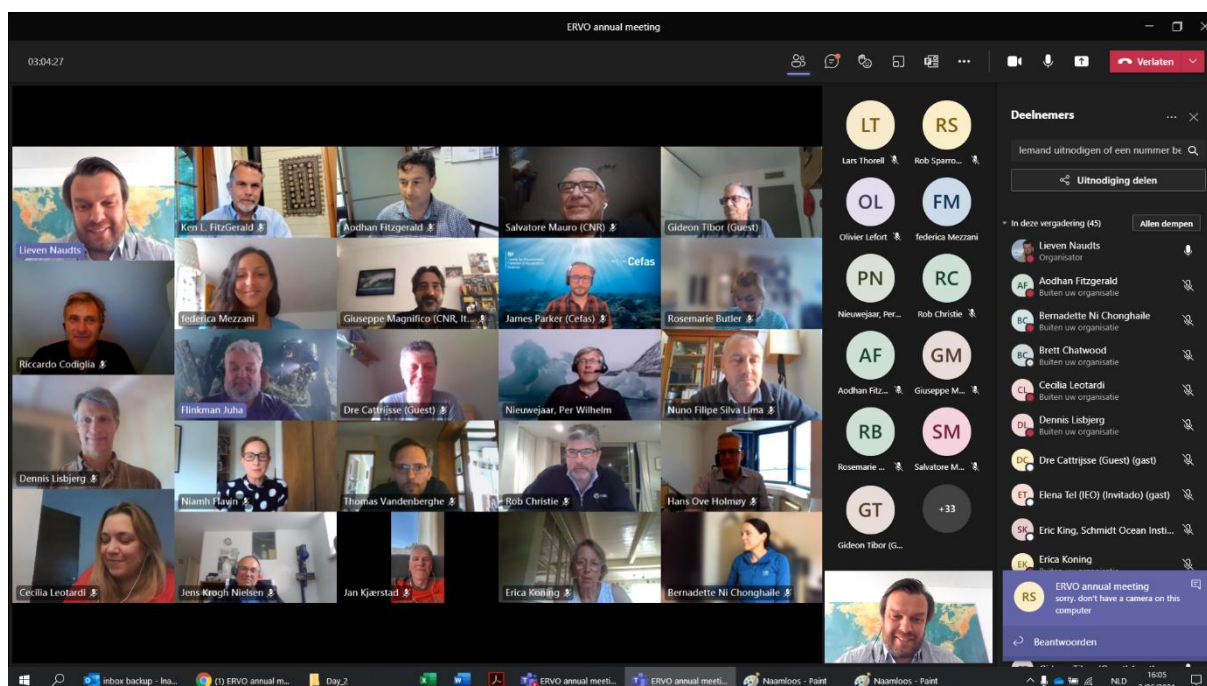 ERVO annual meeting
03:04:27
Verlaten
Lieven Naudts
Ken L. FitzGerald
Aodhan Fitzgerald
Salvatore Mauro (CNR)
Gideon Tibor (Guest)
Riccardo Codiglia
federica Mezzani
Giuseppe Magnifico (CNR, It...
Cefas
James Parker (Cefas)
Rosemarie Butler
Flinkman Juha
Dre Cattrijsse (Guest)
Nieuwejaar, Per Wilhelm
Nuno Filipe Silva Lima
Dennis Lisbjerg
Niamh Flavin
Thomas Vandenberghe
Rob Christie
Hans Ove Holmøy
Cecilia Leotardi
Jens Krogh Nielsen
Jan Kjærstad
Erica Koning
Bernadette Ni Chonghaile
LT
RS
Lars Thorell
Rob Sparro...
OL
FM
Olivier Lefort
federica Mezzani
PN
RC
Nieuwejaar, Per...
Rob Christie
AF
GM
Aodhan Fitz...
Giuseppe M...
RB
SM
Rosemarie ...
Salvatore M...
GT
+33
Gideon Tibor (G...
Deelnemers
Iemand uitnodigen of een nummer be
Uitnodiging delen
In deze vergadering (45)
Allen dempen
Lieven Naudts
Organisator
AF
Aodhan Fitzgerald
Buiten uw organisatie
BC
Bernadette Ni Chonghaile
Buiten uw organisatie
BC
Brett Chatwood
Buiten uw organisatie
CL
Cecilia Leotardi
Buiten uw organisatie
DL
Dennis Lisbjerg
Buiten uw organisatie
DC
Dre Cattrijsse (Guest) (gast)
ET
Elena Tel (IEO) (Invitado) (gast)
SK
Eric King, Schmidt Ocean Insti...
EK
Erica Koning
RS
ERVO annual meeting
sorry. don't have a camera on this
computer
Beantwoorden
inbox backup - lna...
(1) ERVO annual m...
Day_2
ERVO annual meeti...
ERVO annual meeti...
Naamloos - Paint
Naamloos - Paint
NLD
16:05